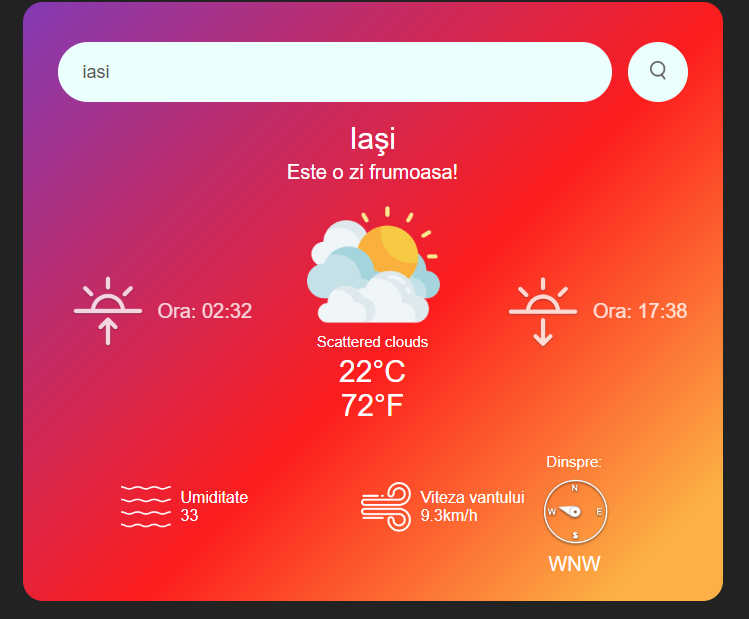 iasi
Iaşi
Este o zi frumoasa!
Ora: 02:32
Ora: 17:38
Scattered clouds
22°C
72°F
Umiditate
33
Viteza vantului
9.3km/h
Dinspre:
N
W E
S
WNW